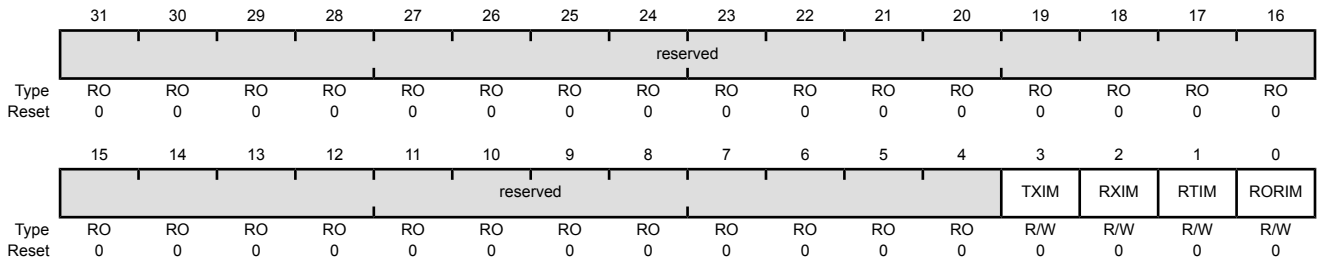 31 30 29 28 27 26 25 24 23 22 21 20 19 18 17 16
reserved
Type RO RO RO RO RO RO RO RO RO RO RO RO RO RO RO RO
Reset 0 0 0 0 0 0 0 0 0 0 0 0 0 0 0 0
15 14 13 12 11 10 9 8 7 6 5 4 3 2 1 0
reserved TXIM RXIM RTIM RORIM
Type RO RO RO RO RO RO RO RO RO RO RO RO R/W R/W R/W R/W
Reset 0 0 0 0 0 0 0 0 0 0 0 0 0 0 0 0